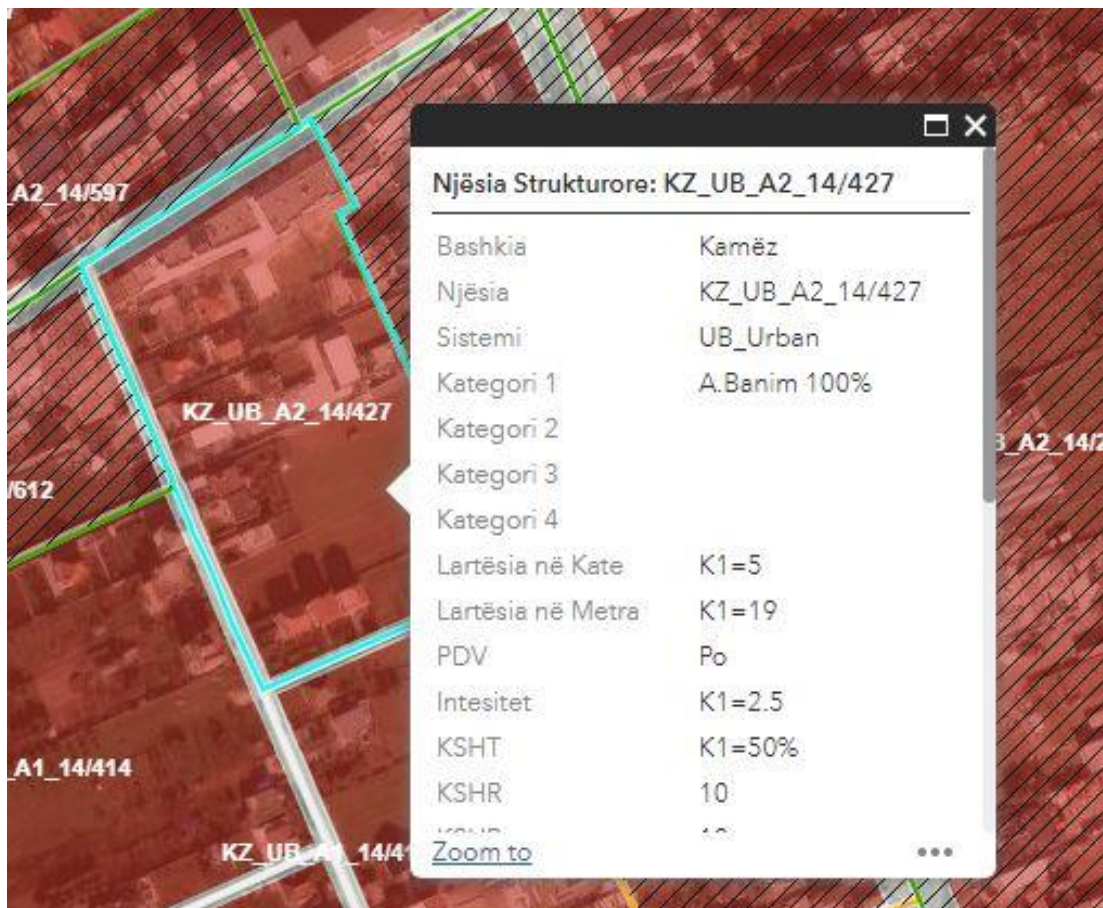 _A2_14/597
KZ_UB_A2_14/427
/612
_A1_14/414
KZ_UB_A1_14/41
B_A2_14/2
Njësia Strukturore: KZ_UB_A2_14/427
Bashkia Kamëz
Njësia KZ_UB_A2_14/427
Sistemi UB_Urban
Kategori 1 A.Banim 100%
Kategori 2
Kategori 3
Kategori 4
Lartësia në Kate K1=5
Lartësia në Metra K1=19
PDV Po
Intesitet K1=2.5
KSHT K1=50%
KSHR 10
Zoom to